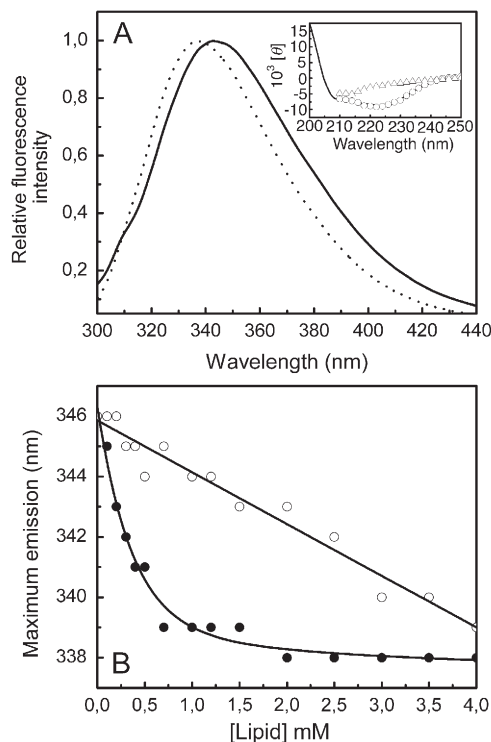 A
Relative fluorescence
intensity
1,0
0,8
0,6
0,4
0,2
300 320 340 360 380 400 420 440
Wavelength (nm)
10³ [θ]
15
10
5
0
-5
-10
200 210 220 230 240 250
Wavelength (nm)
B
Maximum emission (nm)
346
344
342
340
338
0,0 0,5 1,0 1,5 2,0 2,5 3,0 3,5 4,0
[Lipid] mM